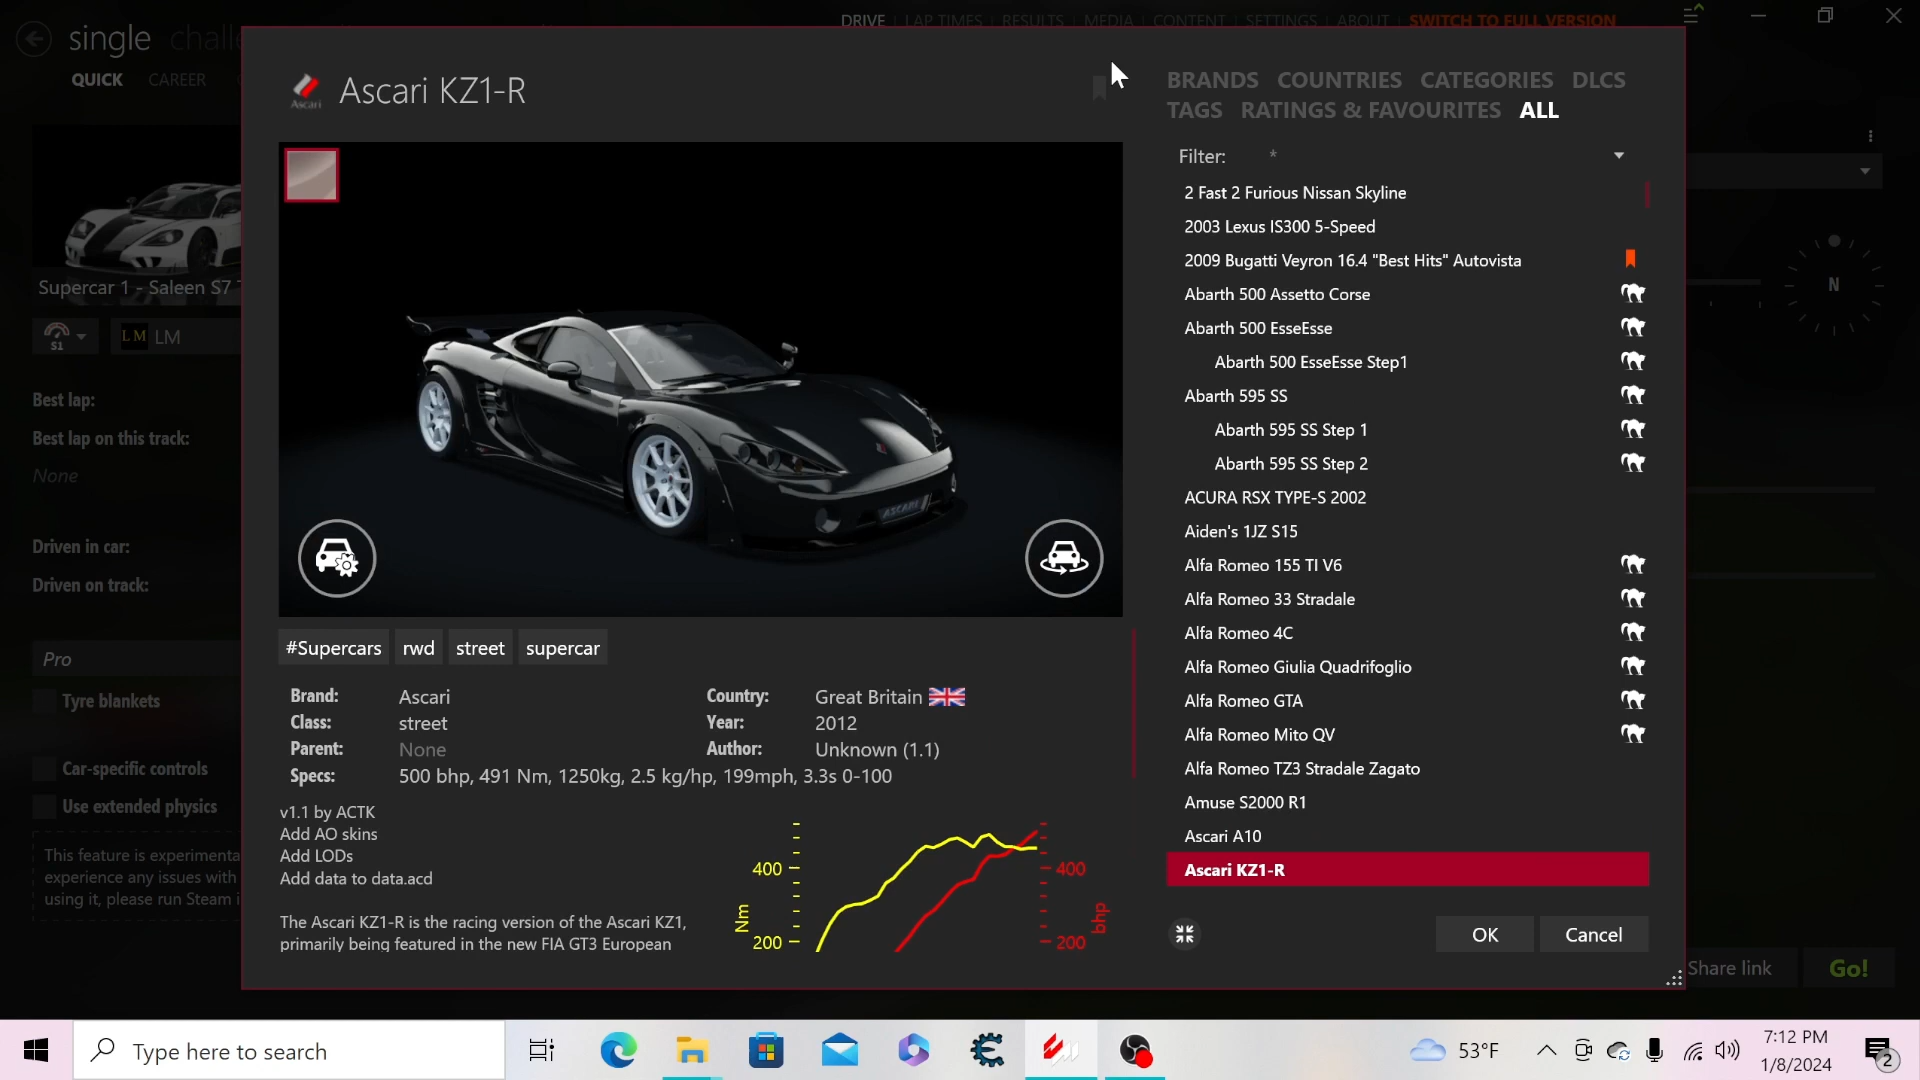 single challe
DRIVE LAP TIMES RESULTS MEDIA CONTENT SETTINGS ABOUT SWITCH TO FULL VERSION
QUICK CAREER
Supercar 1 - Saleen S7
S1
LM LM
Best lap:
Best lap on this track:
None
Driven in car:
Driven on track:
Pro
Tyre blankets
Car-specific controls
Use extended physics
This feature is experimenta
experience any issues with
using it, please run Steam i
Ascari
Ascari KZ1-R
ASCARI
#Supercars rwd street supercar
Brand: Ascari
Class: street
Parent: None
Specs: 500 bhp, 491 Nm, 1250kg, 2.5 kg/hp, 199mph, 3.3s 0-100
Country: Great Britain
Year: 2012
Author: Unknown (1.1)
v1.1 by ACTK
Add AO skins
Add LODs
Add data to data.acd
The Ascari KZ1-R is the racing version of the Ascari KZ1,
primarily being featured in the new FIA GT3 European
Nm
400
200
400
200
bhp
BRANDS COUNTRIES CATEGORIES DLCS
TAGS RATINGS & FAVOURITES ALL
Filter: *
2 Fast 2 Furious Nissan Skyline
2003 Lexus IS300 5-Speed
2009 Bugatti Veyron 16.4 "Best Hits" Autovista
Abarth 500 Assetto Corse
Abarth 500 EsseEsse
Abarth 500 EsseEsse Step1
Abarth 595 SS
Abarth 595 SS Step 1
Abarth 595 SS Step 2
ACURA RSX TYPE-S 2002
Aiden's 1JZ S15
Alfa Romeo 155 TI V6
Alfa Romeo 33 Stradale
Alfa Romeo 4C
Alfa Romeo Giulia Quadrifoglio
Alfa Romeo GTA
Alfa Romeo Mito QV
Alfa Romeo TZ3 Stradale Zagato
Amuse S2000 R1
Ascari A10
Ascari KZ1-R
OK Cancel
N
Share link Go!
Type here to search
53°F
7:12 PM
1/8/2024
2